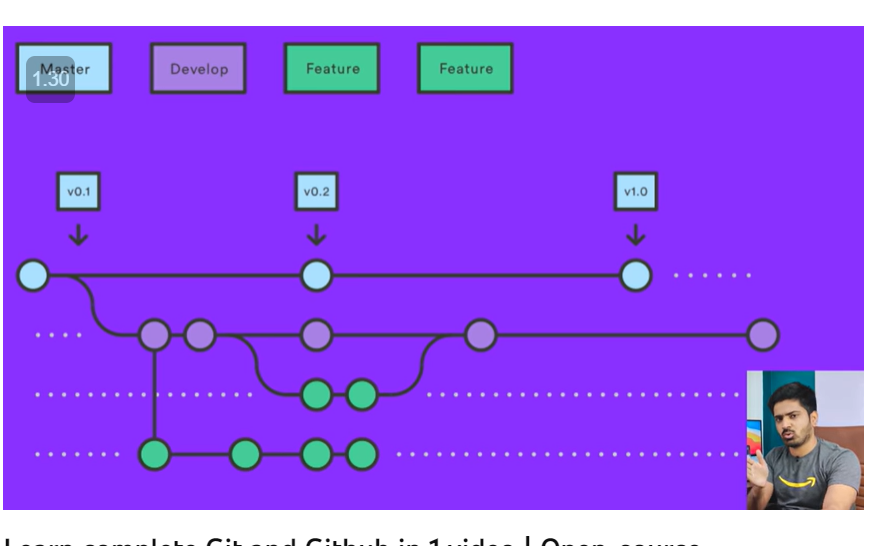 Master Develop Feature Feature
1:30
v0.1 v0.2 v1.0
Learn complete Git and Github in 1 video | Open-source